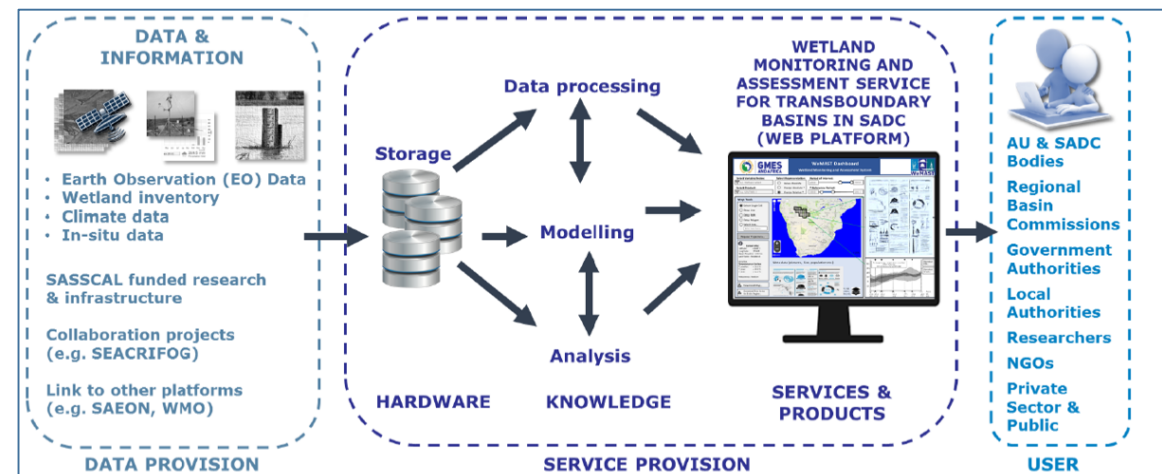 DATA &
INFORMATION
• Earth Observation (EO) Data
• Wetland inventory
• Climate data
• In-situ data
SASSCAL funded research
& infrastructure
Collaboration projects
(e.g. SEACRIFOG)
Link to other platforms
(e.g. SAEON, WMO)
DATA PROVISION
Storage
Data processing
Modelling
Analysis
HARDWARE
KNOWLEDGE
WETLAND
MONITORING AND
ASSESSMENT SERVICE
FOR TRANSBOUNDARY
BASINS IN SADC
(WEB PLATFORM)
GMES
WeMAST Dashboard
SERVICES &
PRODUCTS
SERVICE PROVISION
AU & SADC
Bodies
Regional
Basin
Commissions
Government
Authorities
Local
Authorities
Researchers
NGOs
Private
Sector &
Public
USER